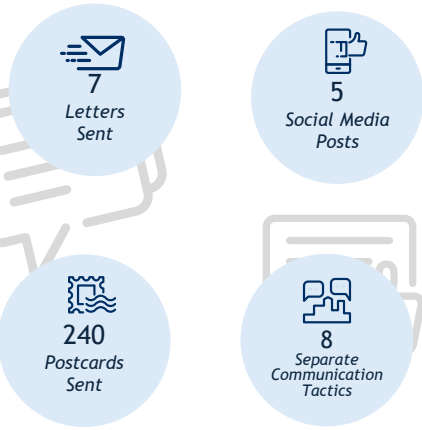 7
Letters
Sent
5
Social Media
Posts
240
Postcards
Sent
8
Separate
Communication
Tactics